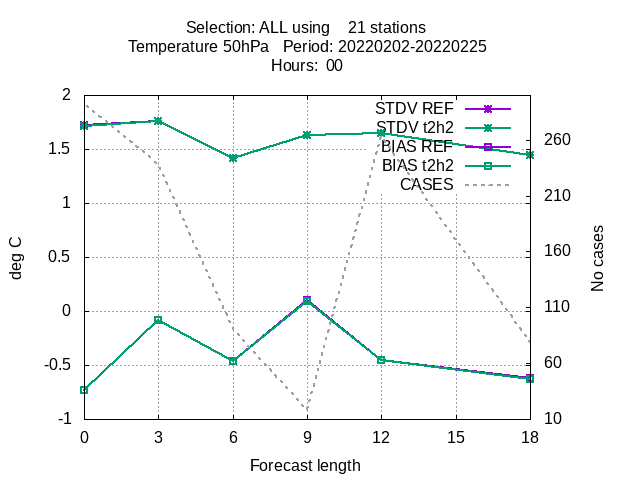 Selection: ALL using 21 stations
Temperature 50hPa Period: 20220202-20220225
Hours: 00
STDV REF
STDV t2h2
BIAS REF
BIAS t2h2
CASES
2
1.5
1
0.5
0
-0.5
-1
deg C
260
210
160
110
60
10
No cases
0 3 6 9 12 15 18
Forecast length